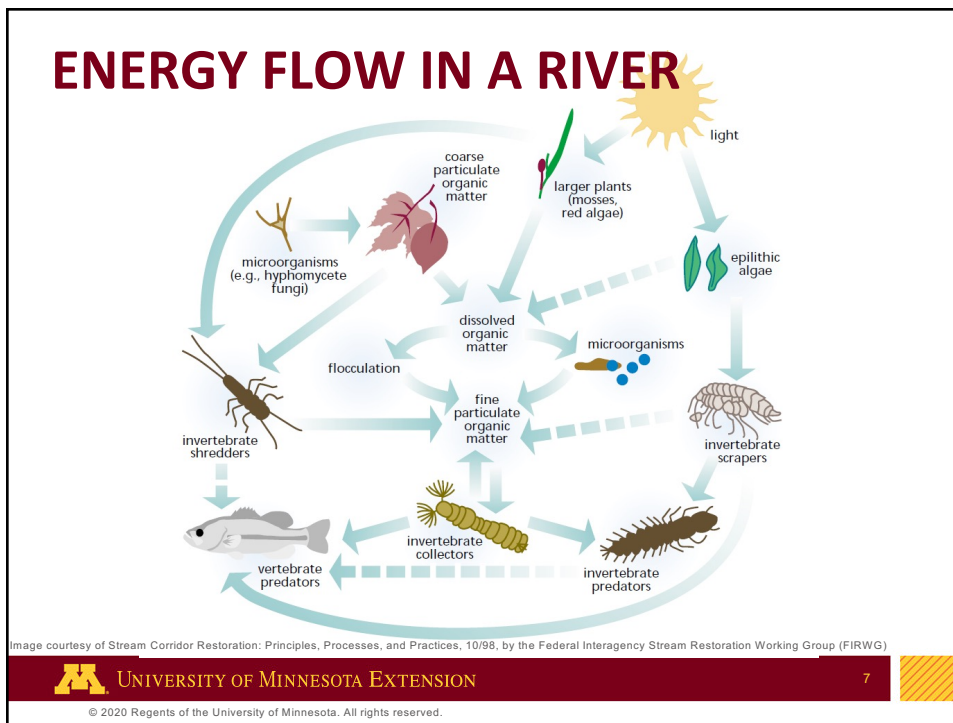 ENERGY FLOW IN A RIVER
light
coarse
particulate
organic
matter
larger plants
(mosses,
red algae)
microorganisms
(e.g., hyphomycete
fungi)
epilithic
algae
dissolved
organic
matter
microorganisms
flocculation
fine
particulate
organic
matter
invertebrate
shredders
invertebrate
scrapers
invertebrate
collectors
vertebrate
predators
invertebrate
predators
Image courtesy of Stream Corridor Restoration: Principles, Processes, and Practices, 10/98, by the Federal Interagency Stream Restoration Working Group (FIRWG)
M UNIVERSITY OF MINNESOTA EXTENSION
7
© 2020 Regents of the University of Minnesota. All rights reserved.